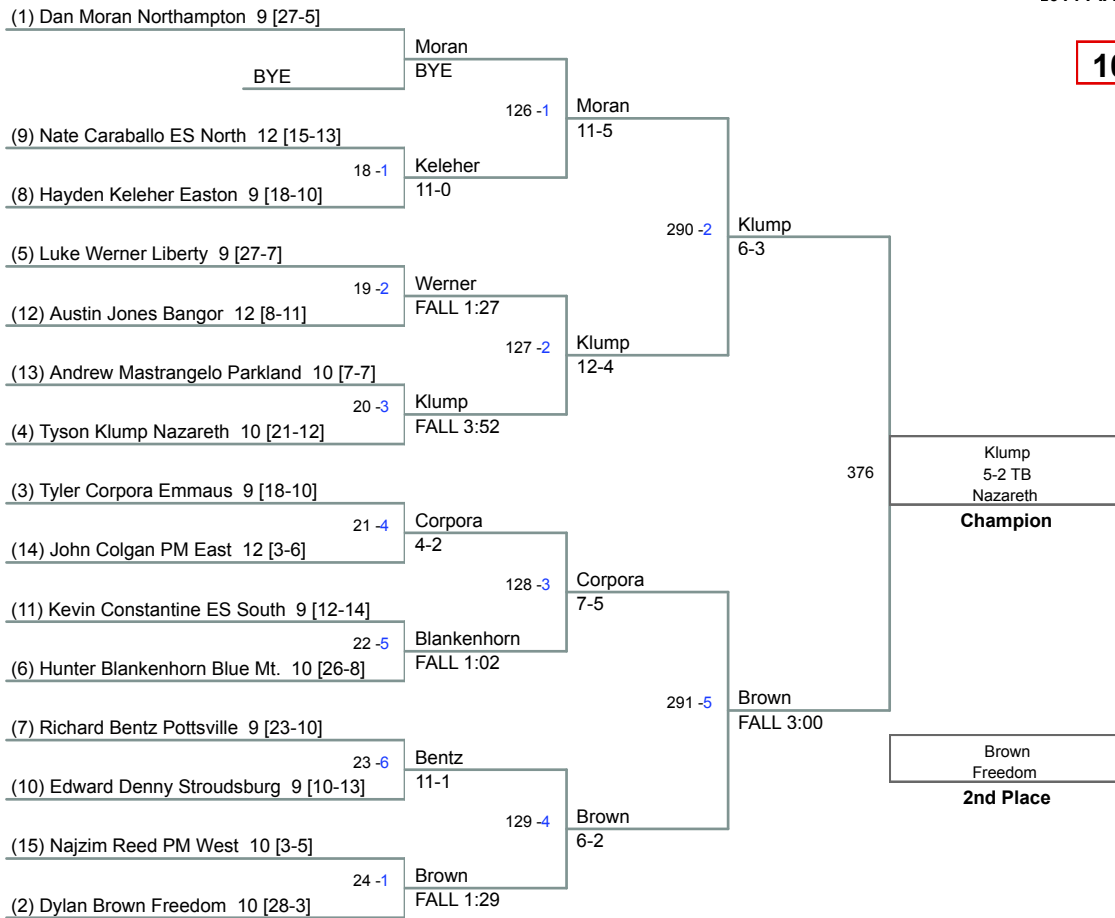 (1) Dan Moran Northampton 9 [27-5]
Moran
BYE
BYE
126 -1
Moran
11-5
(9) Nate Caraballo ES North 12 [15-13]
18 -1
Keleher
11-0
(8) Hayden Keleher Easton 9 [18-10]
290 -2
Klump
6-3
(5) Luke Werner Liberty 9 [27-7]
19 -2
Werner
FALL 1:27
(12) Austin Jones Bangor 12 [8-11]
127 -2
Klump
12-4
(13) Andrew Mastrangelo Parkland 10 [7-7]
20 -3
Klump
FALL 3:52
(4) Tyson Klump Nazareth 10 [21-12]
376
Klump
5-2 TB
Nazareth
Champion
(3) Tyler Corpora Emmaus 9 [18-10]
21 -4
Corpora
4-2
(14) John Colgan PM East 12 [3-6]
128 -3
Corpora
7-5
(11) Kevin Constantine ES South 9 [12-14]
22 -5
Blankenhorn
FALL 1:02
(6) Hunter Blankenhorn Blue Mt. 10 [26-8]
291 -5
Brown
FALL 3:00
(7) Richard Bentz Pottsville 9 [23-10]
23 -6
Bentz
11-1
(10) Edward Denny Stroudsburg 9 [10-13]
129 -4
Brown
6-2
(15) Najzim Reed PM West 10 [3-5]
24 -1
Brown
FALL 1:29
(2) Dylan Brown Freedom 10 [28-3]
Brown
Freedom
2nd Place